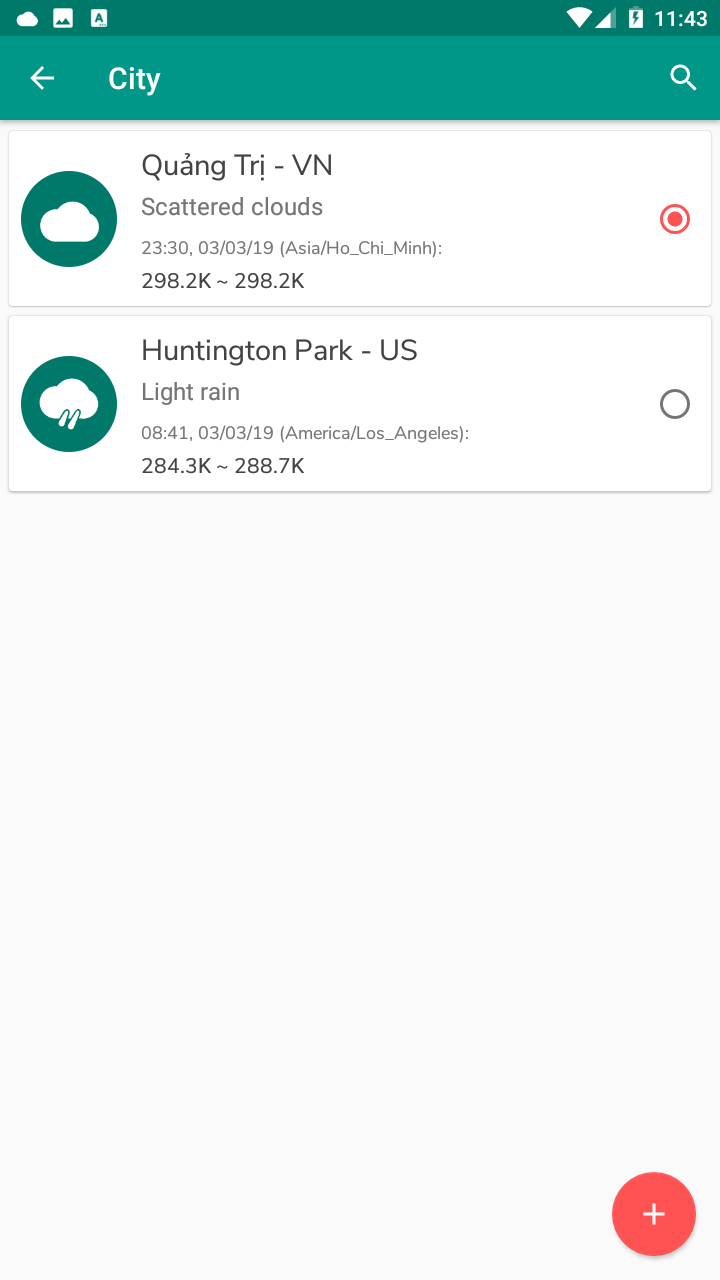 11:43
City
Quảng Trị - VN
Scattered clouds
23:30, 03/03/19 (Asia/Ho_Chi_Minh):
298.2K ~ 298.2K
Huntington Park - US
Light rain
08:41, 03/03/19 (America/Los_Angeles):
284.3K ~ 288.7K